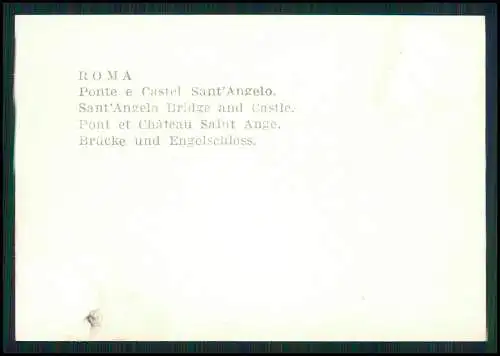 ROMA
Ponte e Castel Sant'Angelo.
Sant'Angelo Bridge and Castle.
Pont et Château Saint Ange.
Brücke und Engelschloss.